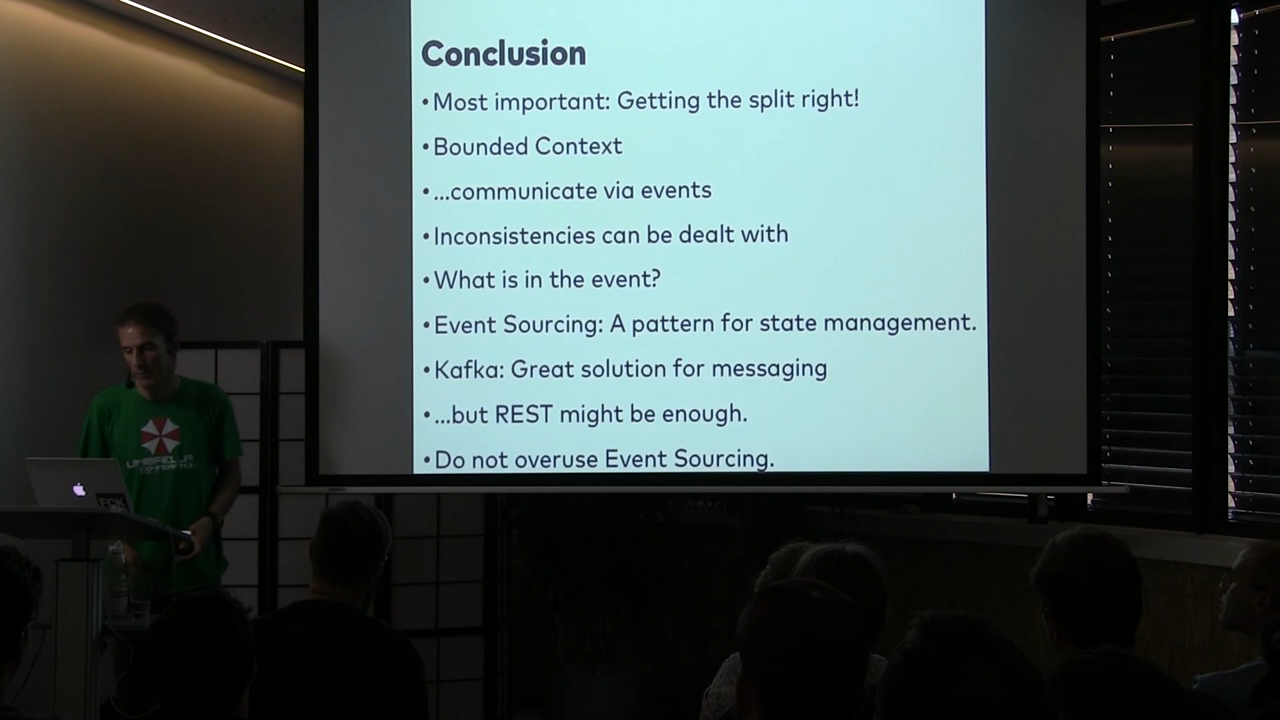 Conclusion
•Most important: Getting the split right!
•Bounded Context
•...communicate via events
•Inconsistencies can be dealt with
•What is in the event?
•Event Sourcing: A pattern for state management.
•Kafka: Great solution for messaging
•...but REST might be enough.
•Do not overuse Event Sourcing.
UMBRELLA
FCK